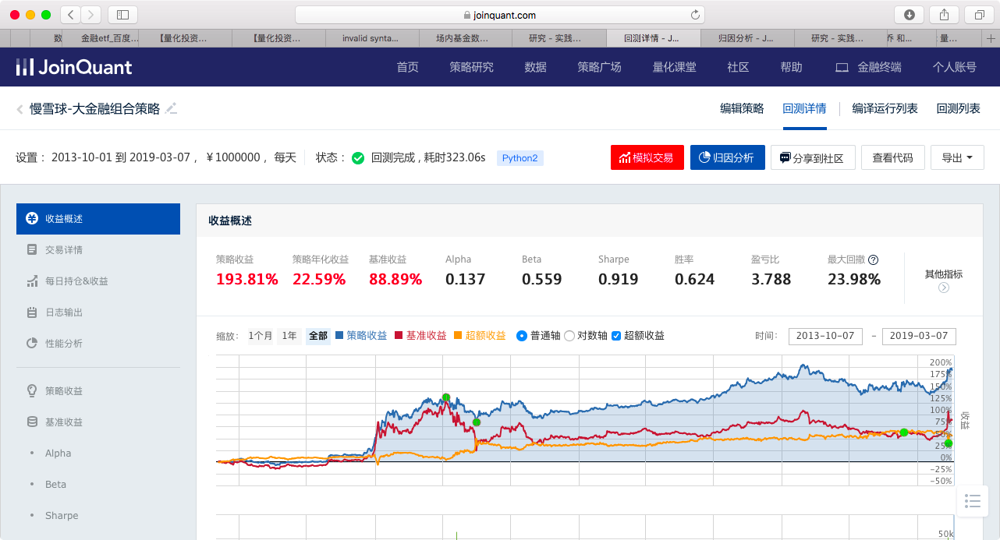 joinquant.com
数 金融etf_百度... 【量化投资... 【量化投资... invalid synta... 场内基金数... 研究 - 实践... 回测详情 - J... 归因分析 - J... 研究 - 实践... 乔 和... 量...
JoinQuant 首页 策略研究 数据 策略广场 量化课堂 社区 帮助 金融终端 个人账号
慢雪球-大金融组合策略 编辑策略 回测详情 编译运行列表 回测列表
设置： 2013-10-01 到 2019-03-07 ， ￥1000000 ， 每天 状态： 回测完成 , 耗时323.06s Python2 模拟交易 归因分析 分享到社区 查看代码 导出
收益概述
交易详情
每日持仓&收益
日志输出
性能分析
策略收益
基准收益
• Alpha
• Beta
• Sharpe
收益概述
策略收益 策略年化收益 基准收益 Alpha Beta Sharpe 胜率 盈亏比 最大回撤
193.81% 22.59% 88.89% 0.137 0.559 0.919 0.624 3.788 23.98%
其他指标
缩放： 1个月 1年 全部 策略收益 基准收益 超额收益 普通轴 对数轴 超额收益 时间： 2013-10-07 - 2019-03-07
200%
175%
150%
125%
100%
75%
50%
25%
0%
-25%
-50%
收益
50k